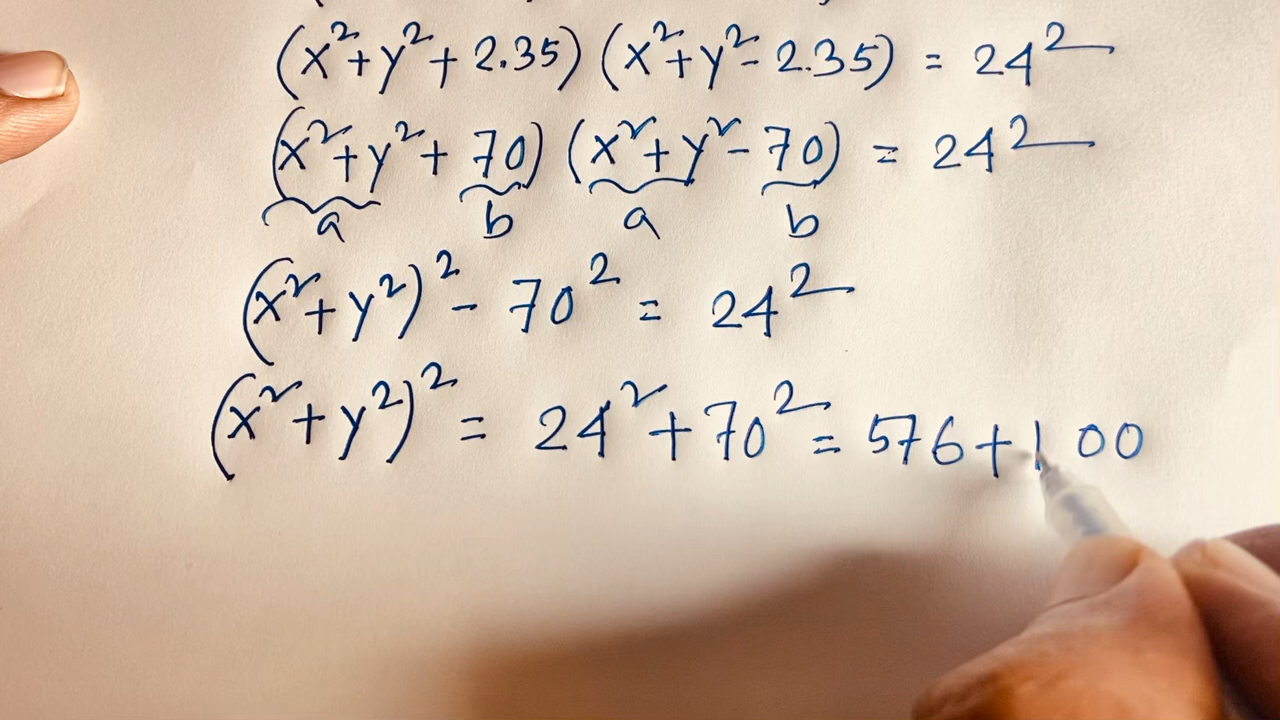 (x²+y²+2.35)(x²+y²-2.35) = 24²
(x²+y²+70)(x²+y²-70) = 24²
a b a b
(x²+y²)²-70² = 24²
(x²+y²)² = 24²+70² = 576+100